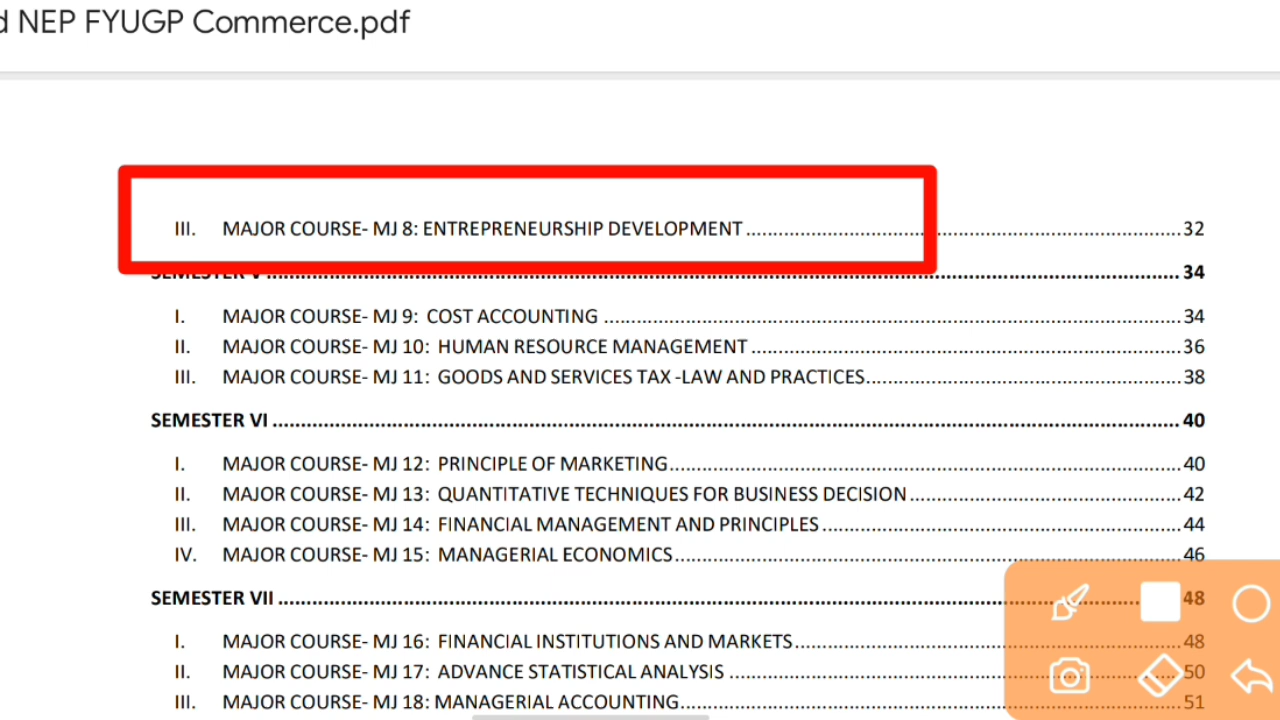 NEP FYUGP Commerce.pdf
III. MAJOR COURSE- MJ 8: ENTREPRENEURSHIP DEVELOPMENT ........ 32
SEMESTER V ........ 34
I. MAJOR COURSE- MJ 9: COST ACCOUNTING ........ 34
II. MAJOR COURSE- MJ 10: HUMAN RESOURCE MANAGEMENT ........ 36
III. MAJOR COURSE- MJ 11: GOODS AND SERVICES TAX -LAW AND PRACTICES ........ 38
SEMESTER VI ........ 40
I. MAJOR COURSE- MJ 12: PRINCIPLE OF MARKETING ........ 40
II. MAJOR COURSE- MJ 13: QUANTITATIVE TECHNIQUES FOR BUSINESS DECISION ........ 42
III. MAJOR COURSE- MJ 14: FINANCIAL MANAGEMENT AND PRINCIPLES ........ 44
IV. MAJOR COURSE- MJ 15: MANAGERIAL ECONOMICS ........ 46
SEMESTER VII ........ 48
I. MAJOR COURSE- MJ 16: FINANCIAL INSTITUTIONS AND MARKETS ........ 48
II. MAJOR COURSE- MJ 17: ADVANCE STATISTICAL ANALYSIS ........ 50
III. MAJOR COURSE- MJ 18: MANAGERIAL ACCOUNTING ........ 51